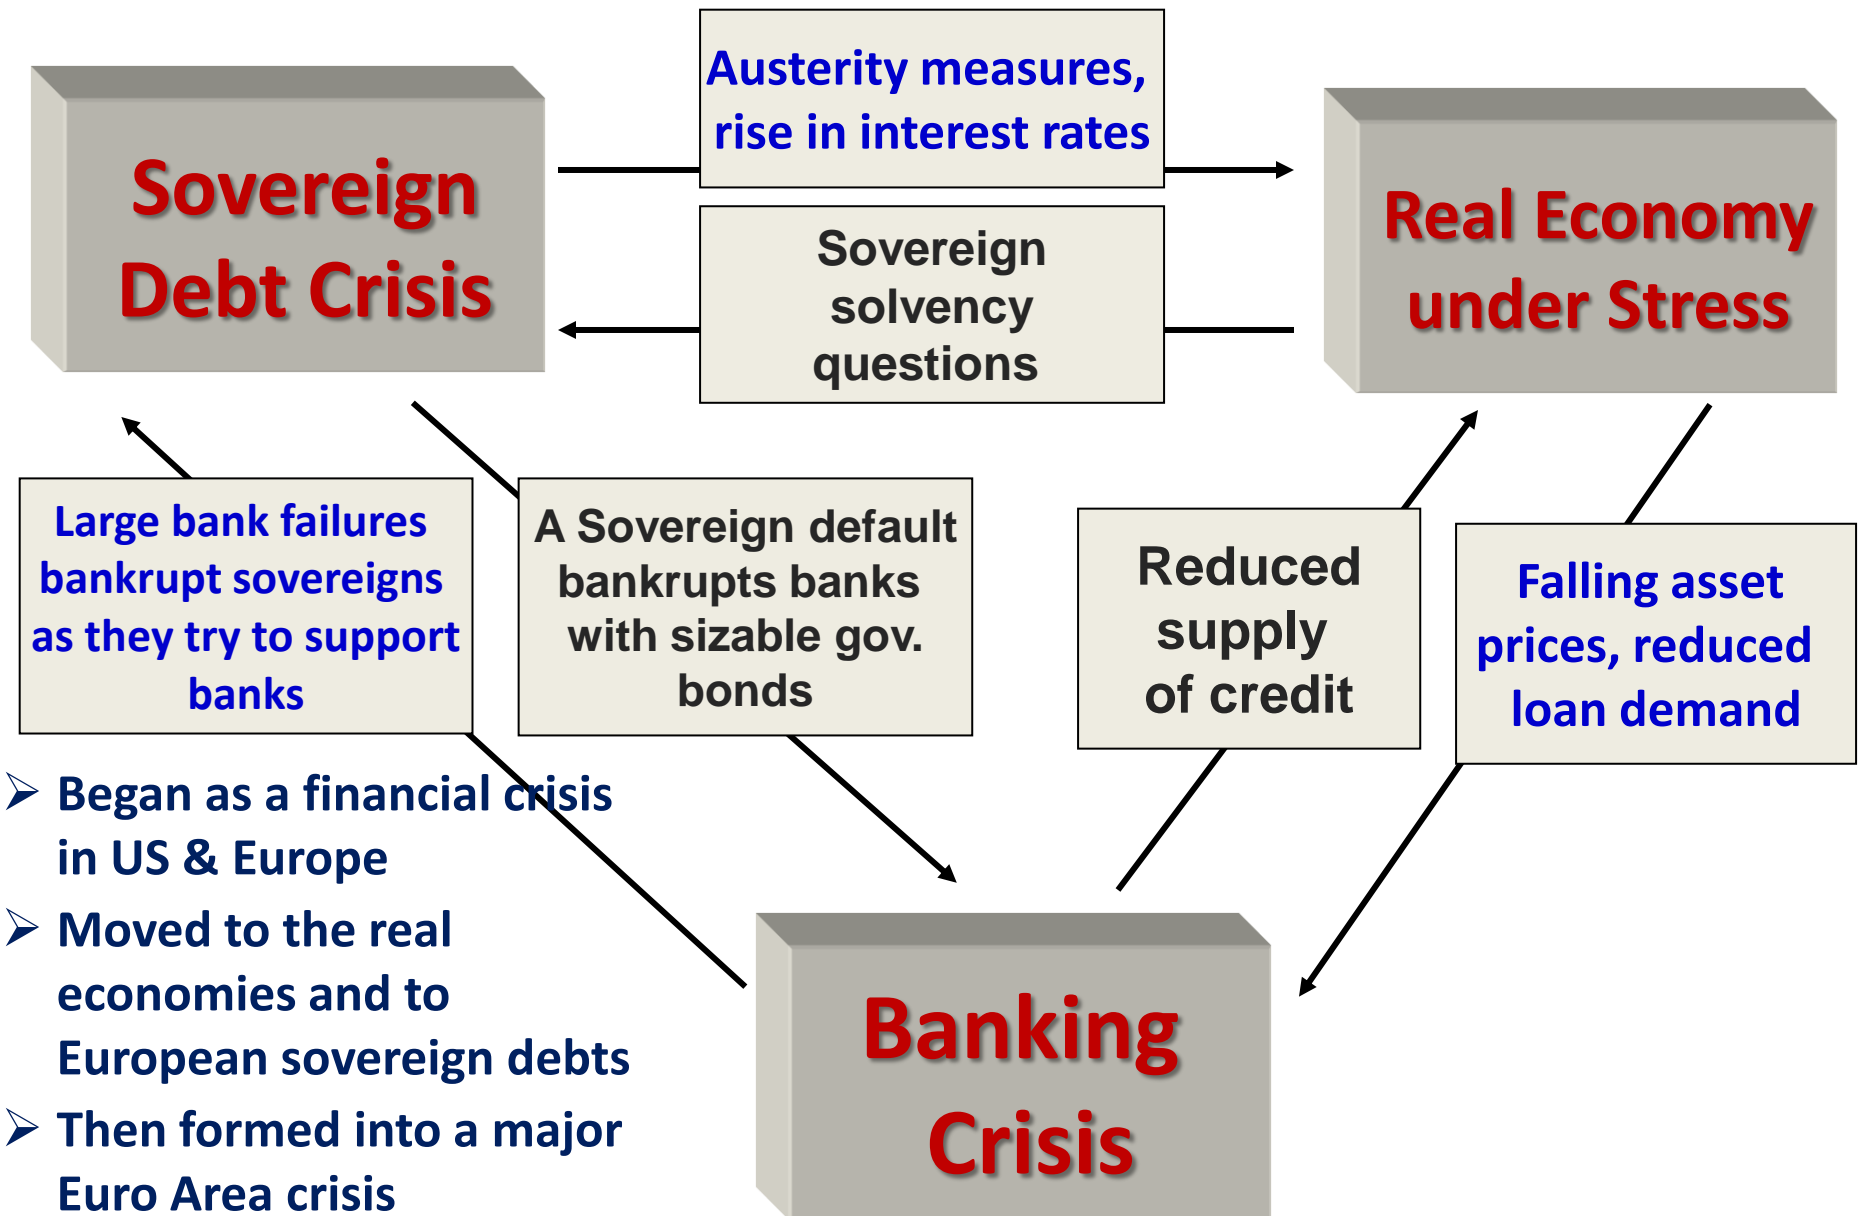 Austerity measures,
rise in interest rates
Sovereign
Debt Crisis
Real Economy
under Stress
Sovereign
solvency
questions
Large bank failures
bankrupt sovereigns
as they try to support
banks
A Sovereign default
bankrupts banks
with sizable gov.
bonds
Reduced
supply
of credit
Falling asset
prices, reduced
loan demand
➢ Began as a financial crisis
in US & Europe
➢ Moved to the real
economies and to
European sovereign debts
➢ Then formed into a major
Euro Area crisis
Banking
Crisis